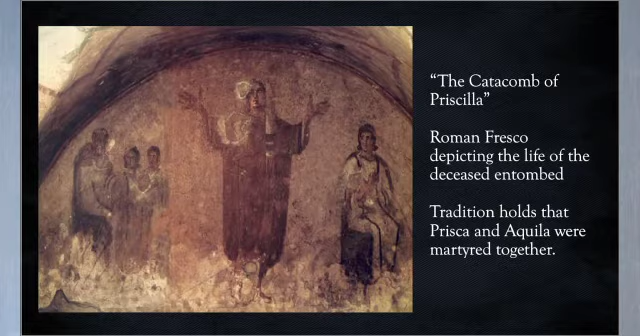 “The Catacomb of
Priscilla”
Roman Fresco
depicting the life of the
deceased entombed
Tradition holds that
Prisca and Aquila were
martyred together.